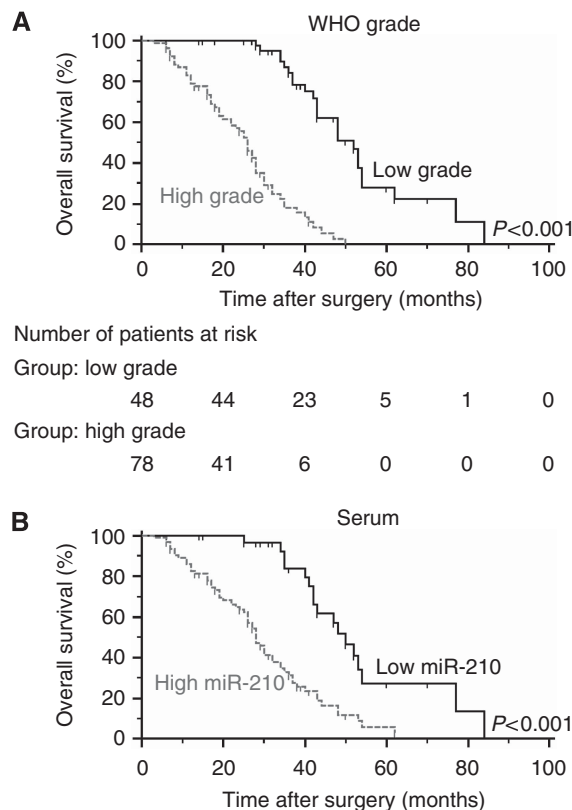 A
WHO grade
Overall survival (%)
100
80
60
40
20
0
Low grade
High grade
P<0.001
0 20 40 60 80 100
Time after surgery (months)
Number of patients at risk
Group: low grade
48 44 23 5 1 0
Group: high grade
78 41 6 0 0 0
B
Serum
Overall survival (%)
100
80
60
40
20
0
Low miR-210
High miR-210
P<0.001
0 20 40 60 80 100
Time after surgery (months)